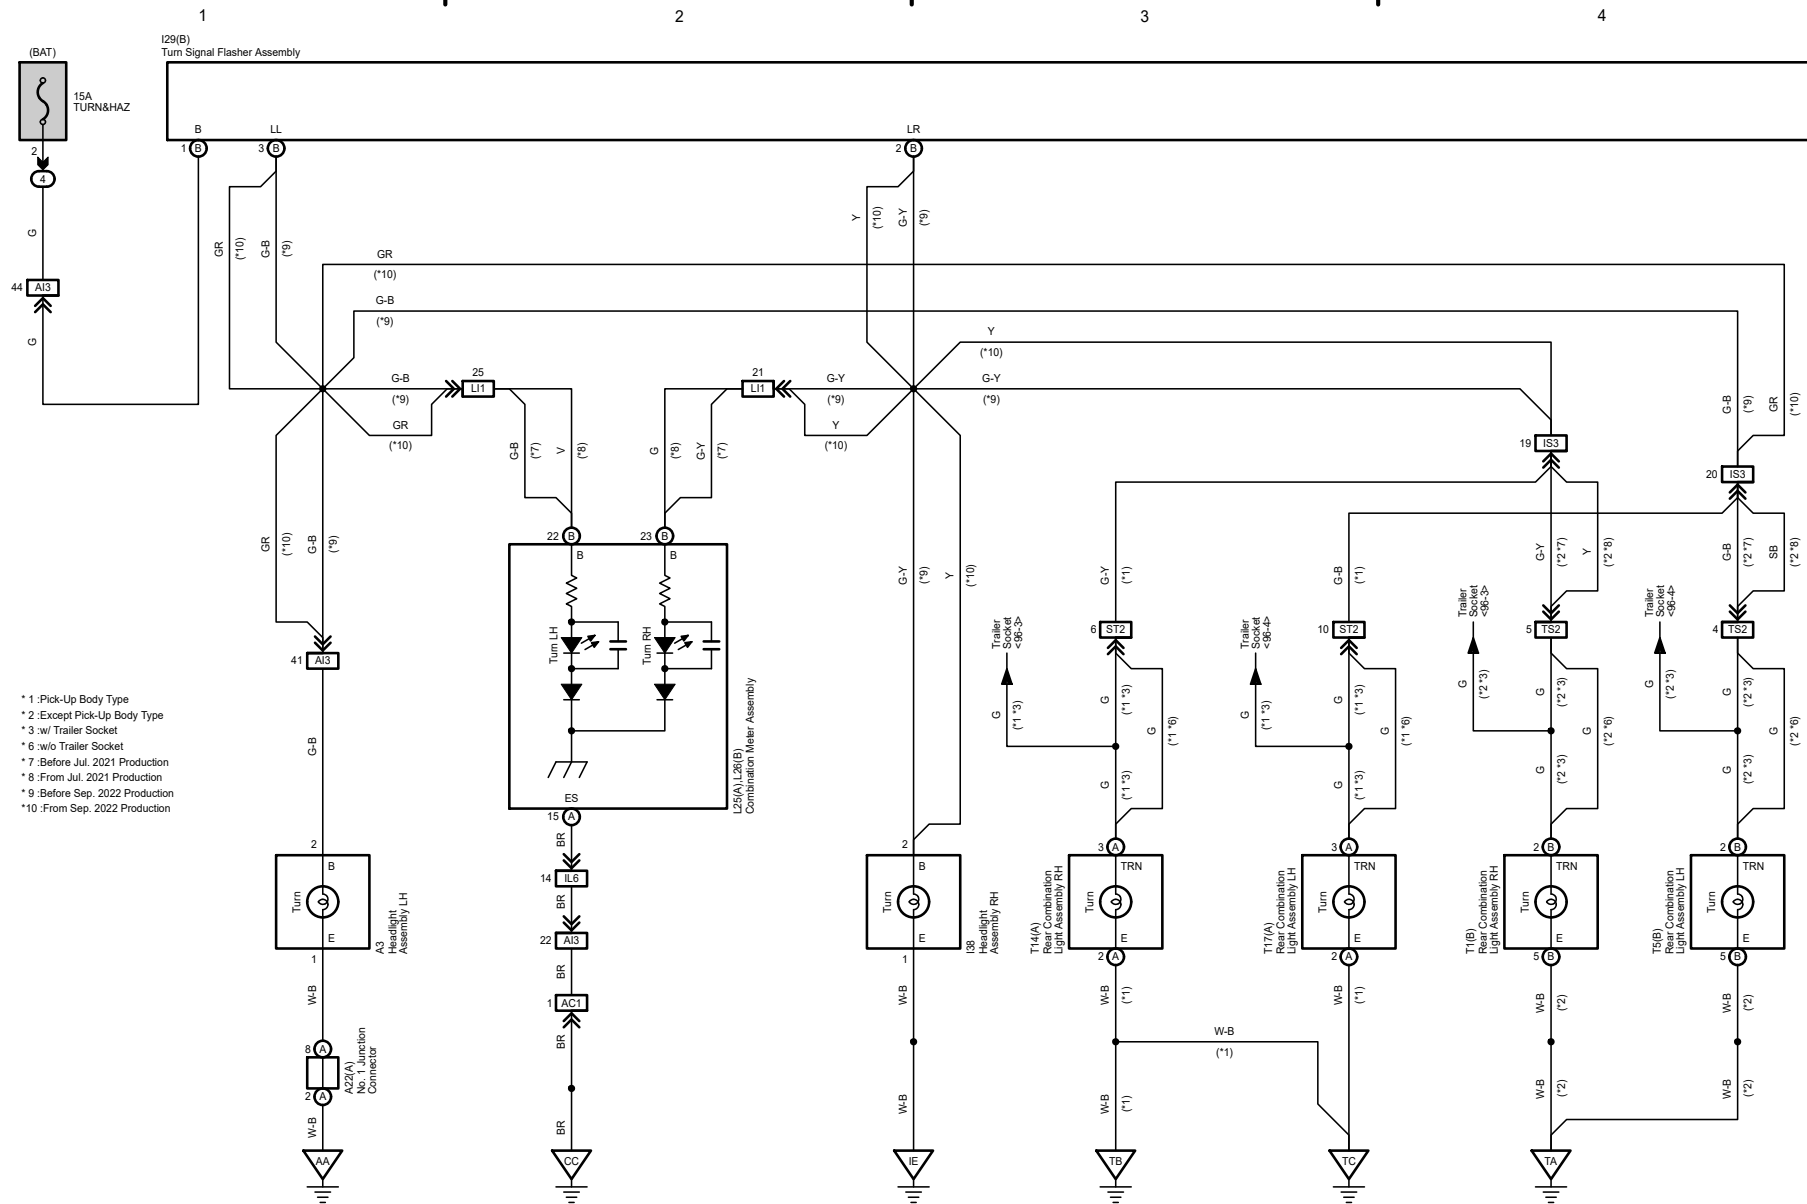 1
2
3
4
(BAT)
15A
TURN&HAZ
I29(B)
Turn Signal Flasher Assembly
B
LL
LR
2
1 B
3 B
2 B
4
G
GR
(*10)
G-B
(*9)
Y
(*10)
G-Y
(*9)
GR
(*10)
44 AI3
G-B
(*9)
G
Y
(*10)
G-B
(*9)
25
LI1
21
LI1
G-Y
(*9)
G-Y
(*9)
GR
(*10)
Y
(*10)
G-B
(*9)
GR
(*10)
G-B
(*7)
V
(*8)
G
(*8)
G-Y
(*7)
19 IS3
20 IS3
22 B
23 B
B
B
GR
(*10)
G-B
(*9)
G-Y
(*9)
Y
(*10)
G-Y
(*1)
G-B
(*1)
G-Y
(*2 *7)
Y
(*2 *8)
G-B
(*2 *7)
SB
(*2 *8)
Turn LH
Turn RH
Trailer
Socket
<96-3>
Trailer
Socket
<96-4>
Trailer
Socket
<96-3>
Trailer
Socket
<96-4>
6 ST2
10 ST2
5 TS2
4 TS2
41 AI3
* 1 :Pick-Up Body Type
* 2 :Except Pick-Up Body Type
* 3 :w/ Trailer Socket
* 6 :w/o Trailer Socket
* 7 :Before Jul. 2021 Production
* 8 :From Jul. 2021 Production
* 9 :Before Sep. 2022 Production
*10 :From Sep. 2022 Production
G-B
G
(*1 *3)
G
(*1 *3)
G
(*1 *6)
G
(*1 *3)
G
(*1 *3)
G
(*1 *3)
G
(*1 *6)
G
(*1 *3)
G
(*2 *3)
G
(*2 *3)
G
(*2 *6)
G
(*2 *3)
G
(*2 *3)
G
(*2 *3)
G
(*2 *6)
G
(*2 *3)
L25(A),L26(B)
Combination Meter Assembly
ES
15 A
BR
14 IL6
BR
22 AI3
BR
1 AC1
BR
BR
CC
2
B
Turn
E
1
A3
Headlight
Assembly LH
W-B
8 A
A22(A)
No. 1 Junction
Connector
2 A
W-B
AA
2
B
Turn
E
1
I38
Headlight
Assembly RH
W-B
W-B
IE
3 A
TRN
Turn
E
2 A
T14(A)
Rear Combination
Light Assembly RH
W-B
(*1)
W-B
(*1)
W-B
(*1)
TB
3 A
TRN
Turn
E
2 A
T17(A)
Rear Combination
Light Assembly LH
W-B
(*1)
TC
2 B
TRN
Turn
E
5 B
T1(B)
Rear Combination
Light Assembly RH
W-B
(*2)
W-B
(*2)
TA
2 B
TRN
Turn
E
5 B
T5(B)
Rear Combination
Light Assembly LH
W-B
(*2)
W-B
(*2)